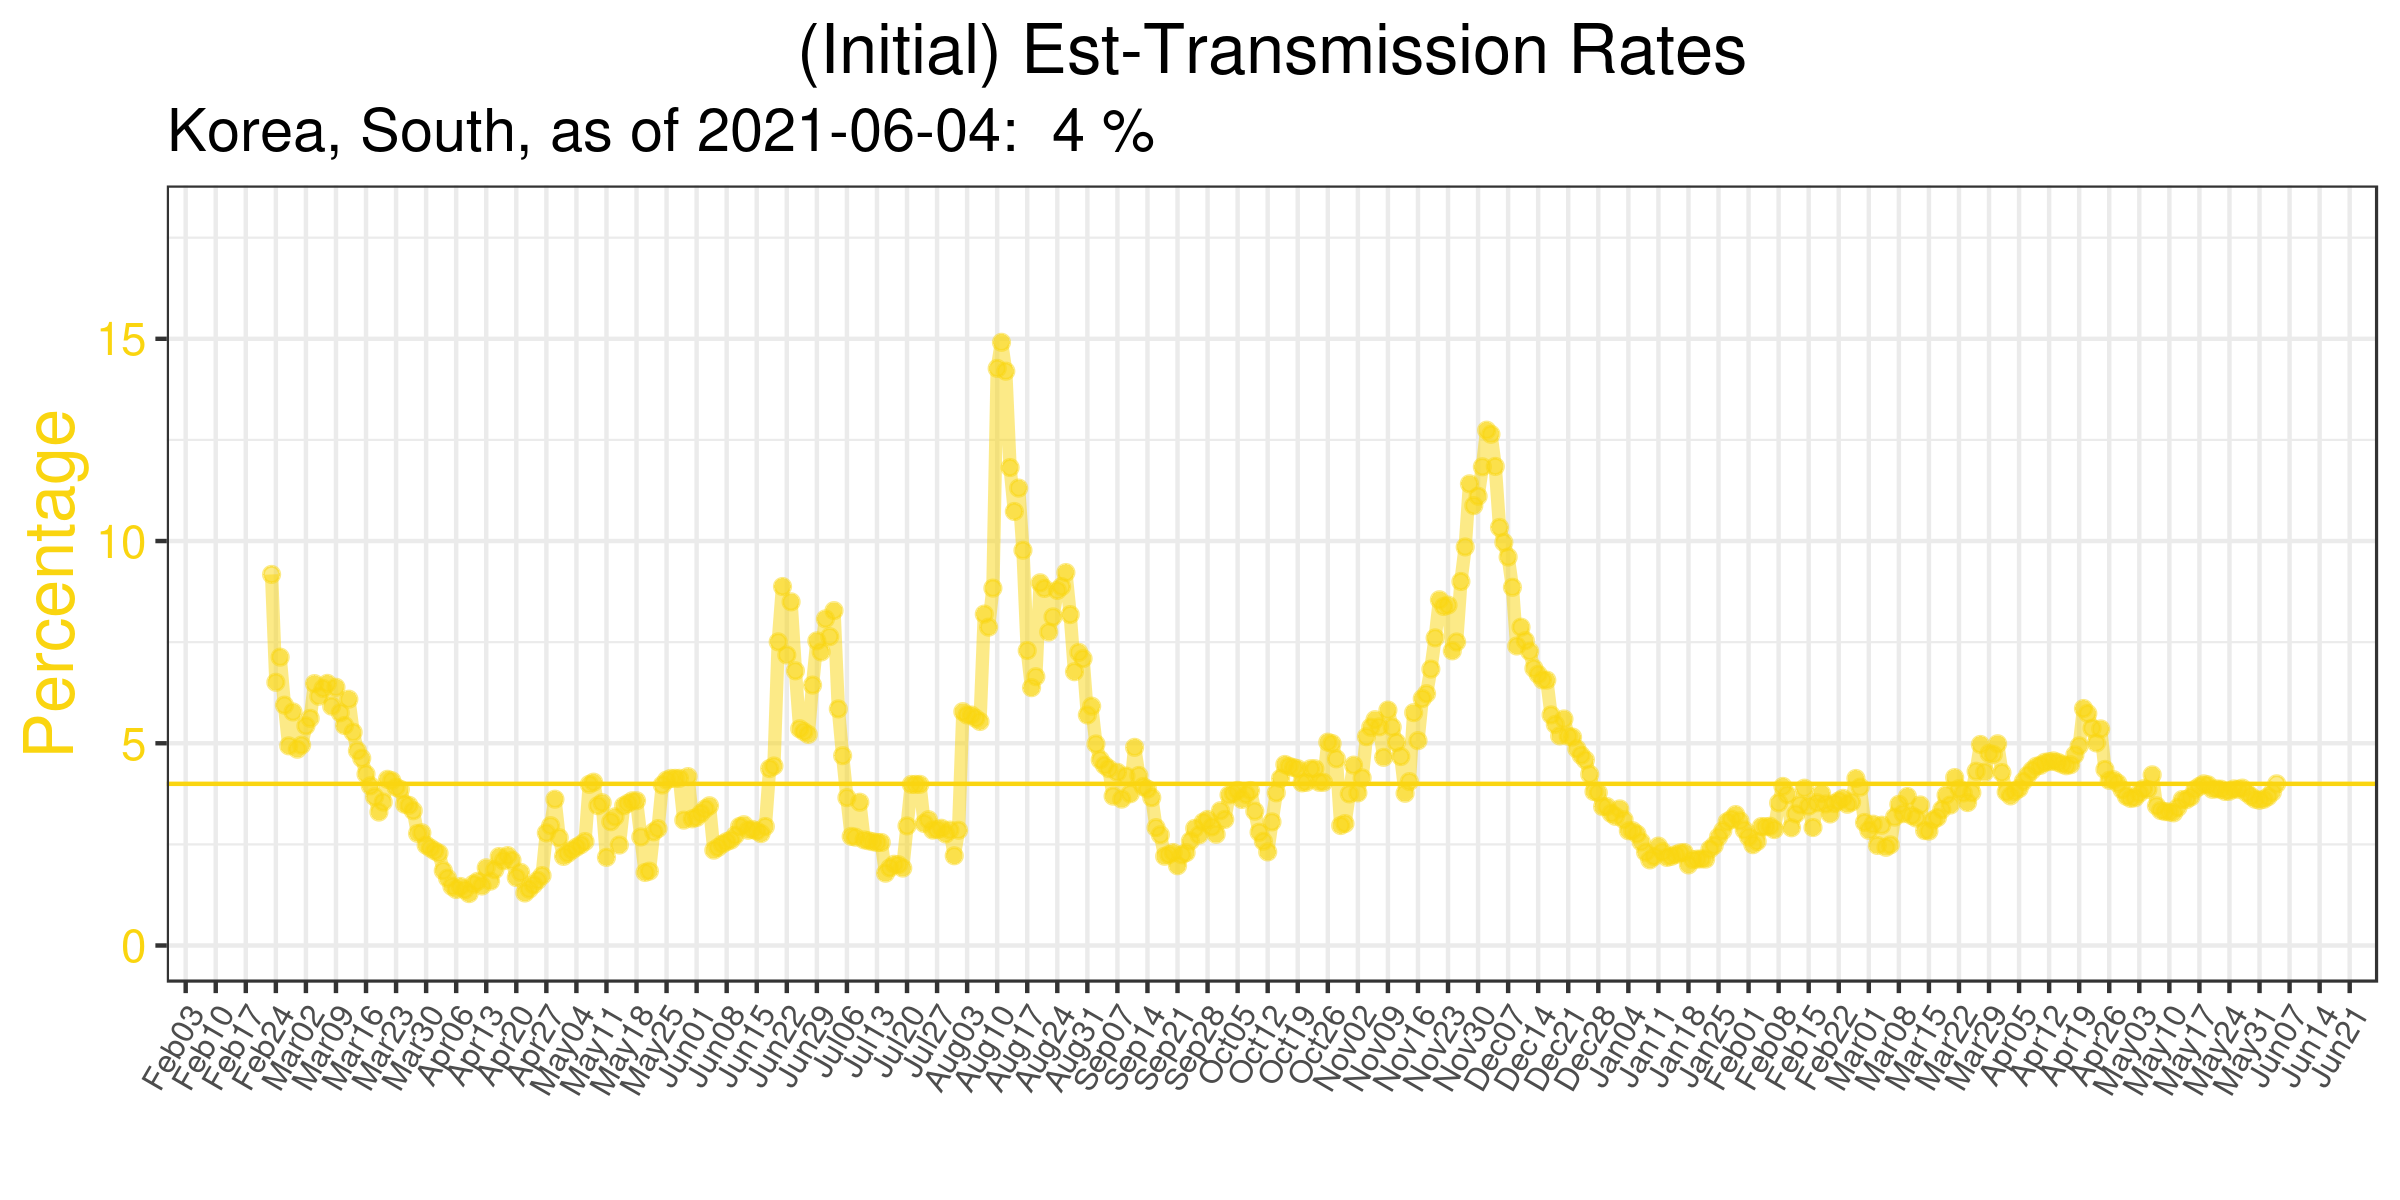 (Initial) Est-Transmission Rates
Korea, South, as of 2021-06-04:  4 %
Percentage
15
10
5
0
Feb03
Feb10
Feb17
Feb24
Mar02
Mar09
Mar16
Mar23
Mar30
Apr06
Apr13
Apr20
Apr27
May04
May11
May18
May25
Jun01
Jun08
Jun15
Jun22
Jun29
Jul06
Jul13
Jul20
Jul27
Aug03
Aug10
Aug17
Aug24
Aug31
Sep07
Sep14
Sep21
Sep28
Oct05
Oct12
Oct19
Oct26
Nov02
Nov09
Nov16
Nov23
Nov30
Dec07
Dec14
Dec21
Dec28
Jan04
Jan11
Jan18
Jan25
Feb01
Feb08
Feb15
Feb22
Mar01
Mar08
Mar15
Mar22
Mar29
Apr05
Apr12
Apr19
Apr26
May03
May10
May17
May24
May31
Jun07
Jun14
Jun21